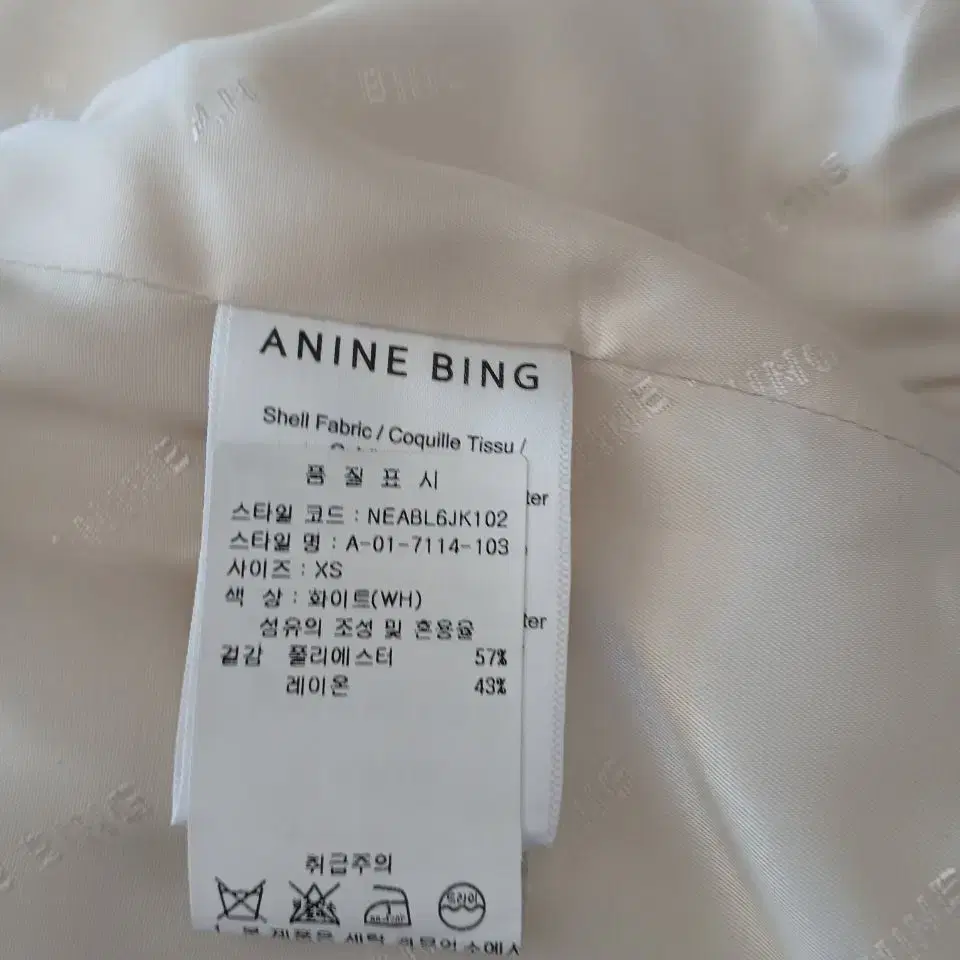 ANINE BING
Shell Fabric / Coquille Tissu /
품 질 표 시
스타일 코드 : NEABL6JK102
스타일 명 : A-01-7114-103
사이즈 : XS
색 상 : 화이트(WH)
섬유의 조성 및 혼용율
겉감 폴리에스터 57%
레이온 43%
취급주의
드라이